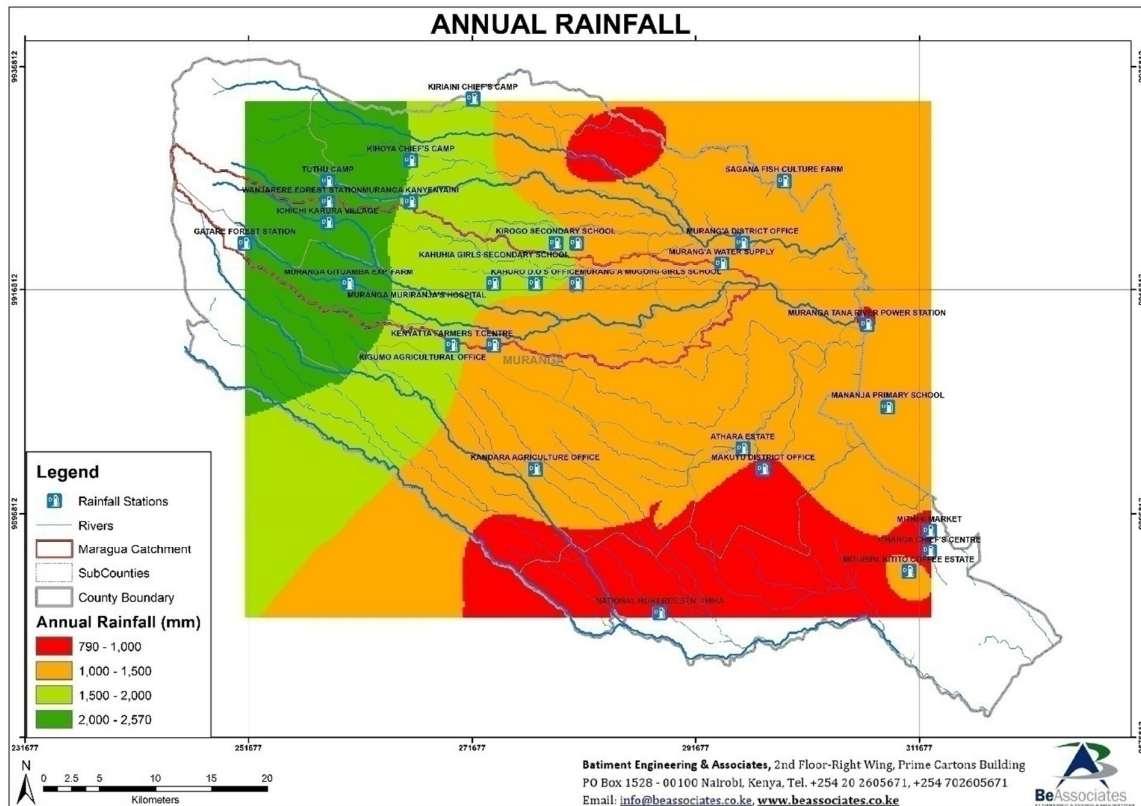 ANNUAL RAINFALL
9936812
9936812
KIRIAINI CHIEF'S CAMP
KIHOYA CHIEF'S CAMP
TUTHU CAMP
SAGANA FISH CULTURE FARM
WANJARERE FOREST STATION
MURANGA KANYENYAINI
ICHICHI KARURA VILLAGE
GATARE FOREST STATION
KIROGO SECONDARY SCHOOL
MURANG'A DISTRICT OFFICE
KAHUHIA GIRLS SECONDARY SCHOOL
MURANG'A WATER SUPPLY
MURANGA GITUAMBA EXP. FARM
KAHURO D.O'S OFFICE
MURANG'A MUGOIRI GIRLS SCHOOL
9916812
MURANGA MURIRANJA'S HOSPITAL
MURANGA TANA RIVER POWER STATION
KENYATTA FARMERS T.CENTRE
KIGUMO AGRICULTURAL OFFICE
MURANGA
MANANJA PRIMARY SCHOOL
ATHARA ESTATE
KANDARA AGRICULTURE OFFICE
MAKUYU DISTRICT OFFICE
9896812
MARKET
CHIEF'S CENTRE
MITUBIRI, KITITO COFFEE ESTATE
NATIONAL HORT.RES.STN. THIKA
Legend
Rainfall Stations
Rivers
Maragua Catchment
SubCounties
County Boundary
Annual Rainfall (mm)
790 - 1,000
1,000 - 1,500
1,500 - 2,000
2,000 - 2,570
231677
251677
271677
291677
311677
N
0 2.5 5 10 15 20
Kilometers
Batiment Engineering & Associates, 2nd Floor-Right Wing, Prime Cartons Building
PO Box 1528 - 00100 Nairobi, Kenya, Tel. +254 20 2605671, +254 702605671
Email: info@beassociates.co.ke, www.beassociates.co.ke
BeAssociates